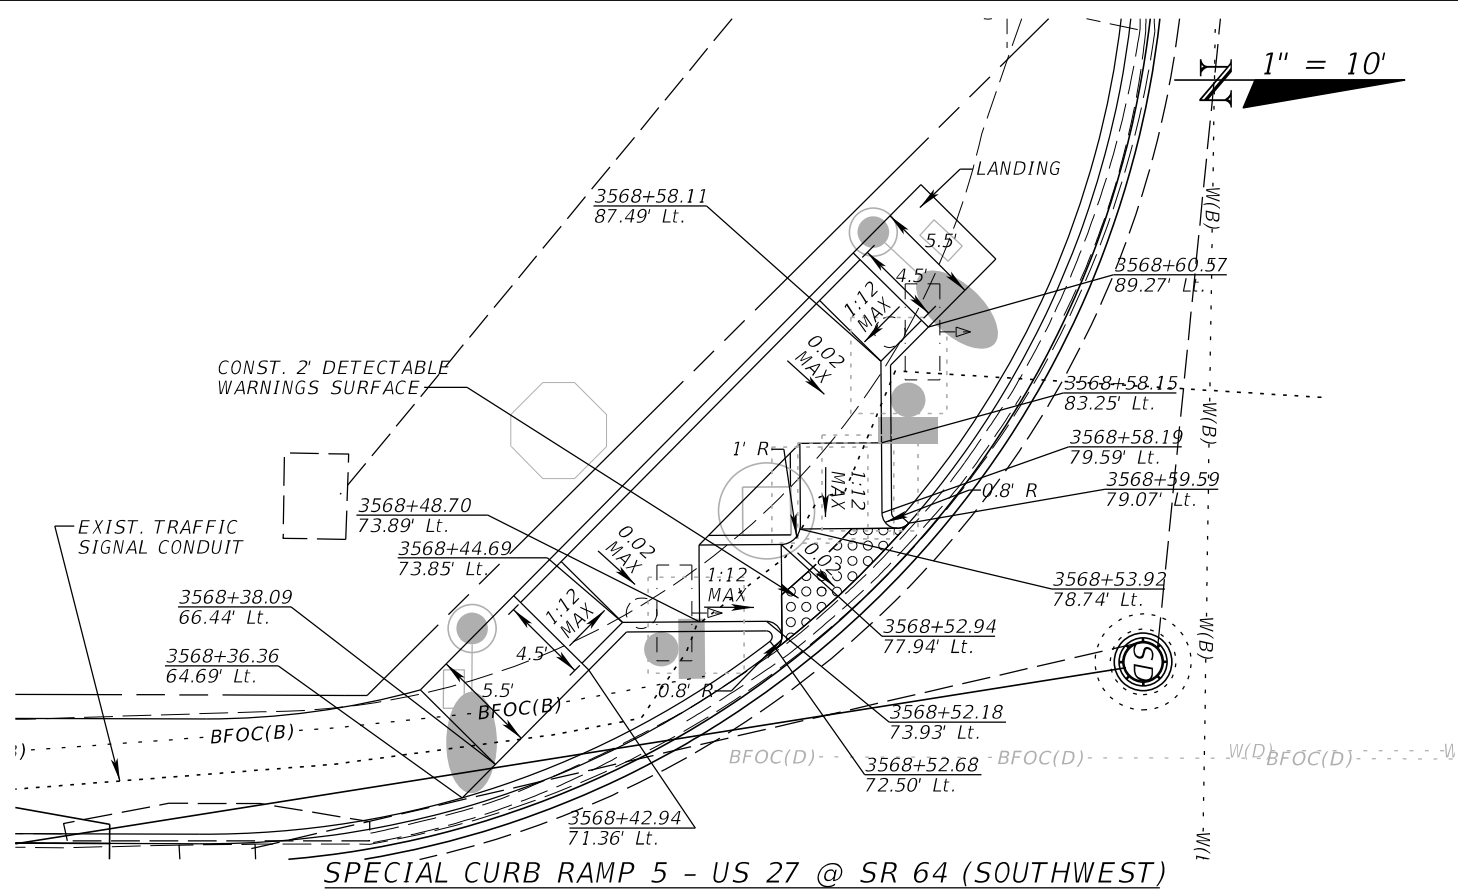 N
1" = 10'
LANDING
3568+58.11
87.49' Lt.
5.5'
4.5'
3568+60.57
89.27' Lt.
1:12
MAX
0.02
MAX
CONST. 2' DETECTABLE
WARNINGS SURFACE
3568+58.15
83.25' Lt.
1' R
3568+58.19
79.59' Lt.
3568+59.59
79.07' Lt.
0.8' R
1:12
MAX
3568+48.70
73.89' Lt.
EXIST. TRAFFIC
SIGNAL CONDUIT
3568+44.69
73.85' Lt.
0.02
MAX
0.02
1:12
MAX
3568+53.92
78.74' Lt.
3568+38.09
66.44' Lt.
1:12
MAX
3568+52.94
77.94' Lt.
3568+36.36
64.69' Lt.
4.5'
5.5'
0.8' R
SD
W(B)
W(B)
W(B)
BFOC(B)
BFOC(B)
3568+52.18
73.93' Lt.
BFOC(D)
BFOC(D)
W(D)
BFOC(D)
3568+52.68
72.50' Lt.
3568+42.94
71.36' Lt.
SPECIAL CURB RAMP 5 – US 27 @ SR 64 (SOUTHWEST)